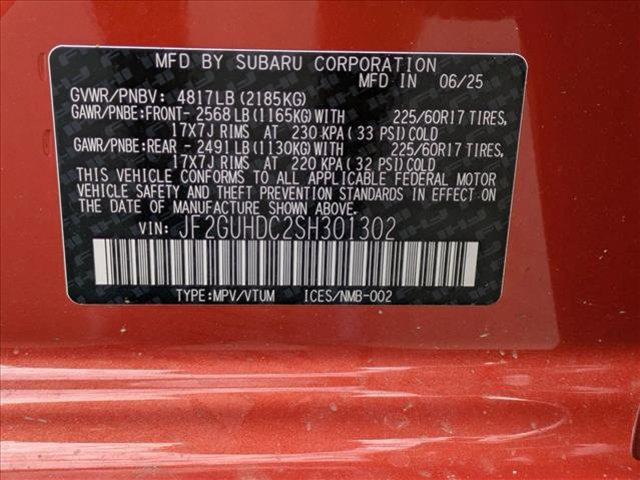 MFD BY SUBARU CORPORATION
MFD IN 06/25
GVWR/PNBV: 4817LB (2185KG)
GAWR/PNBE:FRONT- 2568 LB (1165KG) WITH 225/60R17 TIRES,
17X7J RIMS AT 230 KPA (33 PSI) COLD
GAWR/PNBE:REAR - 2491 LB (1130KG) WITH 225/60R17 TIRES,
17X7J RIMS AT 220 KPA (32 PSI) COLD
THIS VEHICLE CONFORMS TO ALL APPLICABLE FEDERAL MOTOR
VEHICLE SAFETY AND THEFT PREVENTION STANDARDS IN EFFECT ON
THE DATE OF MANUFACTURE SHOWN ABOVE.
VIN: JF2GUHDC2SH301302
TYPE:MPV/VTUM ICES/NMB-002